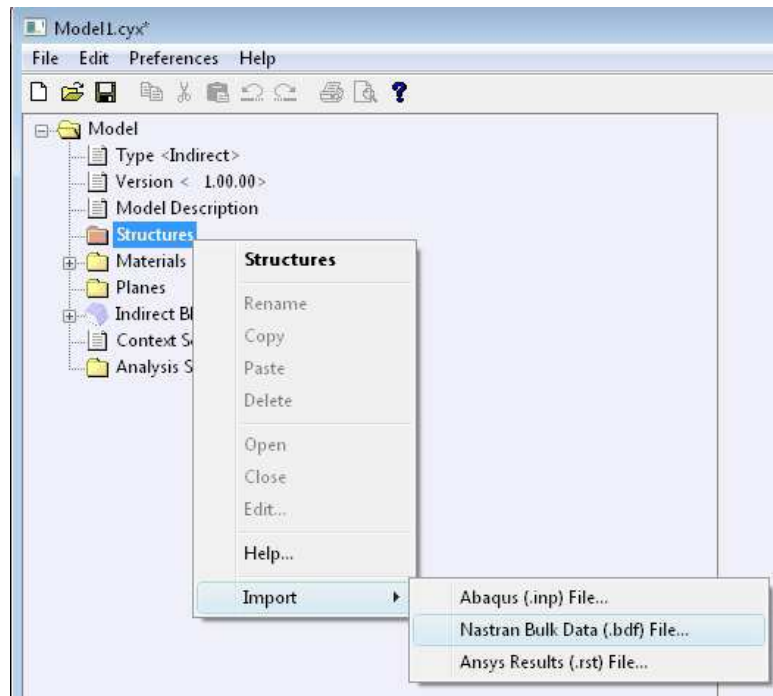 Model1.cyx*
File Edit Preferences Help
Model
Type <Indirect>
Version < 1.00.00>
Model Description
Structures
Materials
Planes
Indirect Bl
Context S
Analysis S
Structures
Rename
Copy
Paste
Delete
Open
Close
Edit...
Help...
Import
Abaqus (.inp) File...
Nastran Bulk Data (.bdf) File...
Ansys Results (.rst) File...